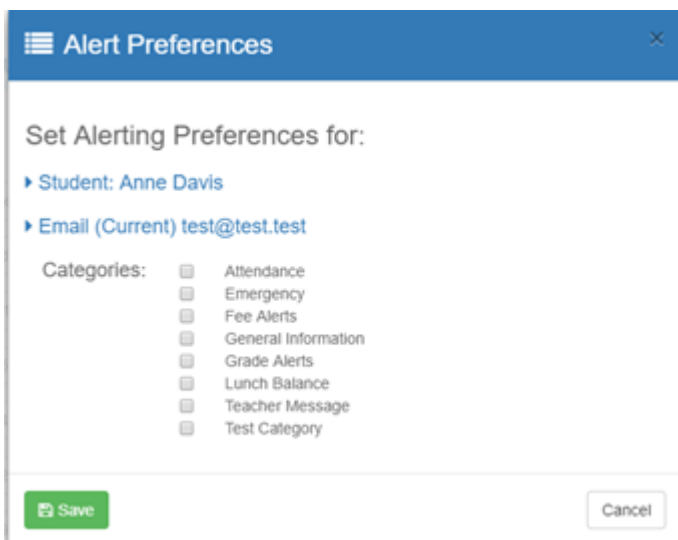 Alert Preferences
Set Alerting Preferences for:
Student: Anne Davis
Email (Current) test@test.test
Categories:
Attendance
Emergency
Fee Alerts
General Information
Grade Alerts
Lunch Balance
Teacher Message
Test Category
Save
Cancel